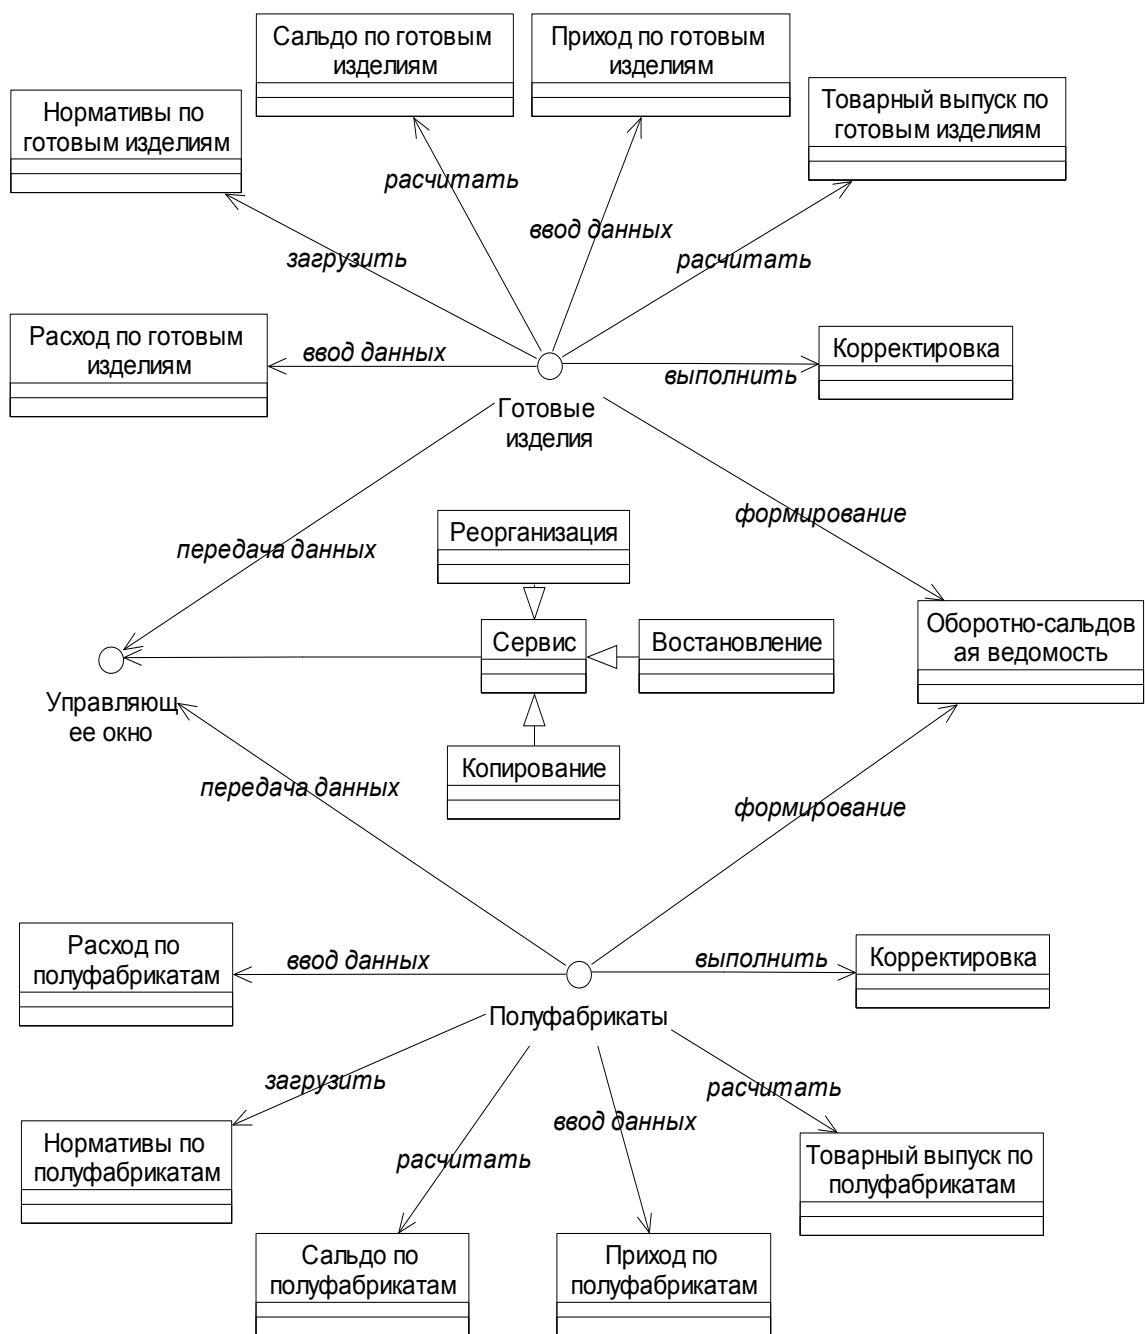 Сальдо по готовым
изделиям
Приход по готовым
изделиям
Нормативы по
готовым изделиям
Товарный выпуск по
готовым изделиям
расчитать
ввод данных
загрузить
расчитать
Расход по готовым
изделиям
ввод данных
выполнить
Корректировка
Готовые
изделия
формирование
передача данных
Реорганизация
Сервис
Востановление
Оборотно-сальдов
ая ведомость
Управляющ
ее окно
Копирование
передача данных
формирование
Расход по
полуфабрикатам
ввод данных
выполнить
Корректировка
Полуфабрикаты
загрузить
расчитать
ввод данных
расчитать
Нормативы по
полуфабрикатам
Товарный выпуск по
полуфабрикатам
Сальдо по
полуфабрикатам
Приход по
полуфабрикатам